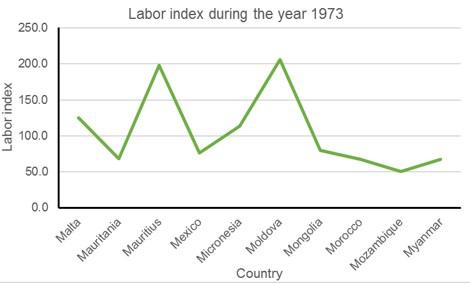 Labor index during the year 1973
250.0
200.0
150.0
100.0
50.0
0.0
Labor index
Malta
Mauritania
Mauritius
Mexico
Micronesia
Moldova
Mongolia
Morocco
Mozambique
Myanmar
Country